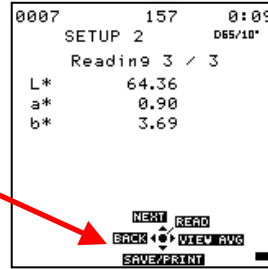 0007 157 0:09
SETUP 2 D65/10°
Reading 3 / 3
L* 64.36
a* 0.90
b* 3.69
NEXT READ
BACK VIEW AVG
SAVE/PRINT